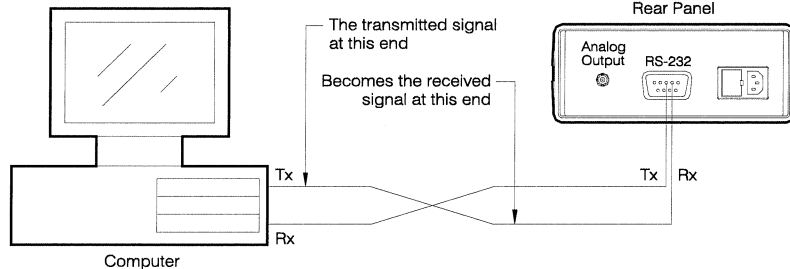 Rear Panel
The transmitted signal
at this end
Analog
Output
RS-232
Becomes the received
signal at this end
Tx
Tx
Rx
Rx
Computer